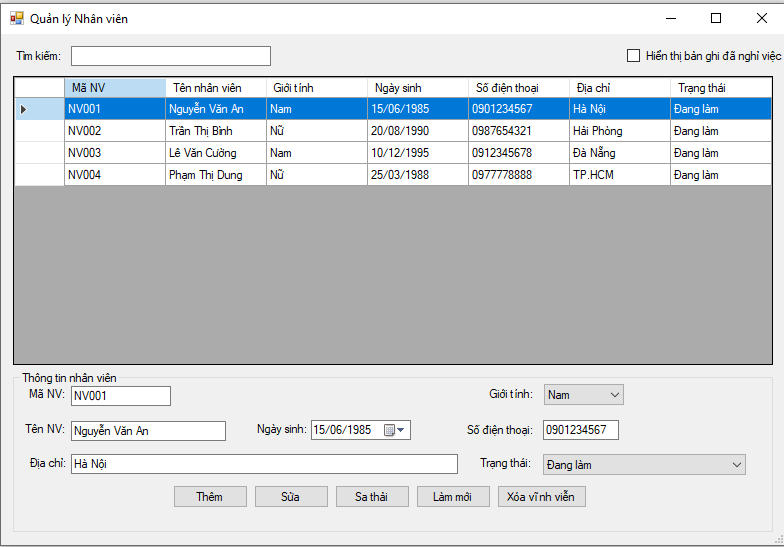 Quản lý Nhân viên
Tìm kiếm: Hiển thị bản ghi đã nghỉ việc
Mã NV Tên nhân viên Giới tính Ngày sinh Số điện thoại Địa chỉ Trạng thái
NV001 Nguyễn Văn An Nam 15/06/1985 0901234567 Hà Nội Đang làm
NV002 Trần Thị Bình Nữ 20/08/1990 0987654321 Hải Phòng Đang làm
NV003 Lê Văn Cường Nam 10/12/1995 0912345678 Đà Nẵng Đang làm
NV004 Phạm Thị Dung Nữ 25/03/1988 0977778888 TP.HCM Đang làm
Thông tin nhân viên
Mã NV: NV001 Giới tính: Nam
Tên NV: Nguyễn Văn An Ngày sinh: 15/06/1985 Số điện thoại: 0901234567
Địa chỉ: Hà Nội Trạng thái: Đang làm
Thêm Sửa Sa thải Làm mới Xóa vĩnh viễn